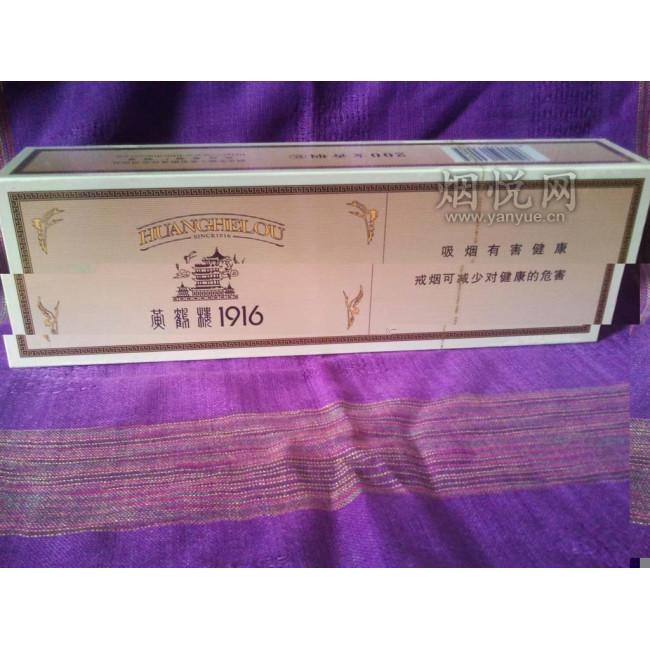 烟悦网
www.yanyue.cn
HUANGHELOU
SINCE1916
黄鹤楼1916
吸烟有害健康
戒烟可减少对健康的危害